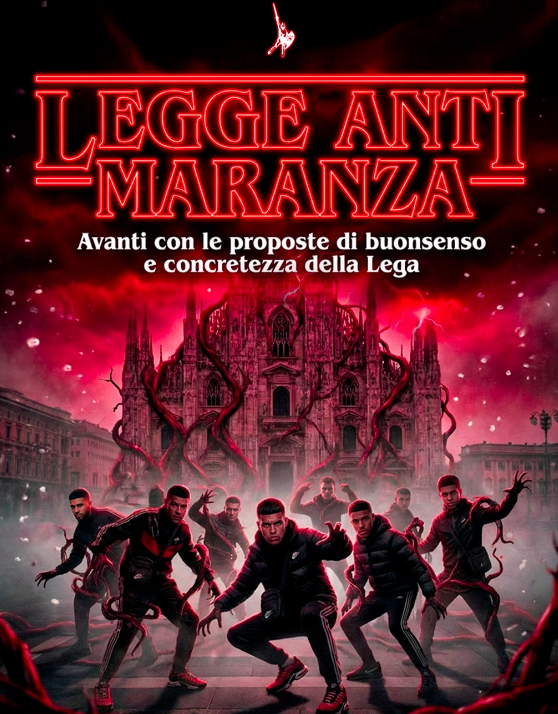 LEGGE ANTI
MARANZA
Avanti con le proposte di buonsenso
e concretezza della Lega